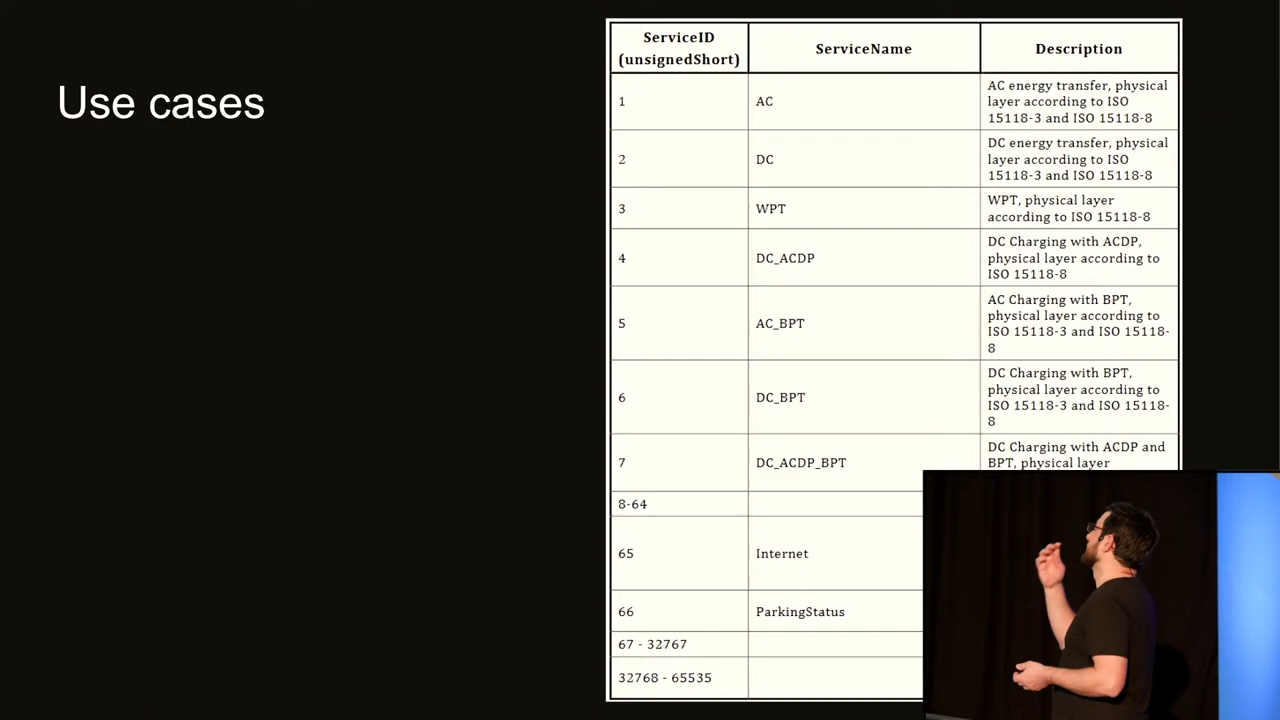 Use cases
ServiceID
(unsignedShort)
ServiceName
Description
1
AC
AC energy transfer, physical
layer according to ISO
15118-3 and ISO 15118-8
2
DC
DC energy transfer, physical
layer according to ISO
15118-3 and ISO 15118-8
3
WPT
WPT, physical layer
according to ISO 15118-8
4
DC_ACDP
DC Charging with ACDP,
physical layer according to
ISO 15118-8
5
AC_BPT
AC Charging with BPT,
physical layer according to
ISO 15118-3 and ISO 15118-
8
6
DC_BPT
DC Charging with BPT,
physical layer according to
ISO 15118-3 and ISO 15118-
8
7
DC_ACDP_BPT
DC Charging with ACDP and
BPT, physical layer
8-64
65
Internet
66
ParkingStatus
67 - 32767
32768 - 65535